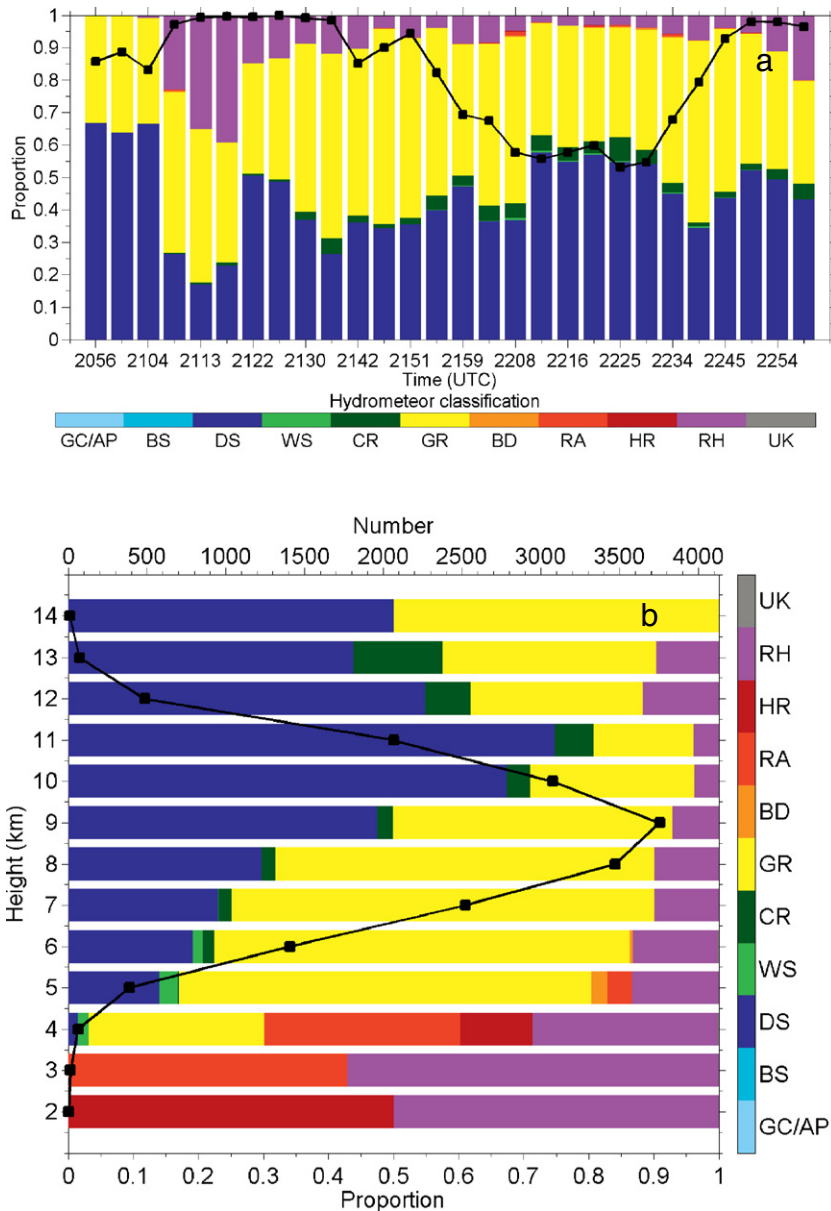 1
a
0.9
0.8
0.7
0.6
0.5
0.4
0.3
0.2
0.1
0
Proportion
2056 2104 2113 2122 2130 2142 2151 2159 2208 2216 2225 2234 2245 2254
Time (UTC)
Hydrometeor classification
GC/AP BS DS WS CR GR BD RA HR RH UK
Number
0 500 1000 1500 2000 2500 3000 3500 4000
b
14
13
12
11
10
9
8
7
6
5
4
3
2
Height (km)
UK
RH
HR
RA
BD
GR
CR
WS
DS
BS
GC/AP
0 0.1 0.2 0.3 0.4 0.5 0.6 0.7 0.8 0.9 1
Proportion